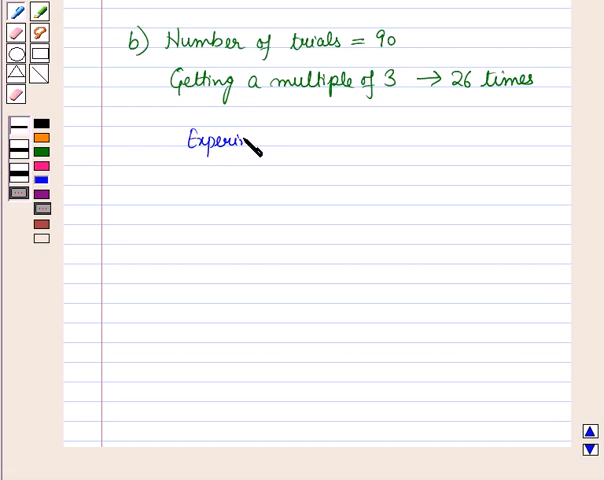 b) Number of trials = 90
Getting a multiple of 3 → 26 times
Experi